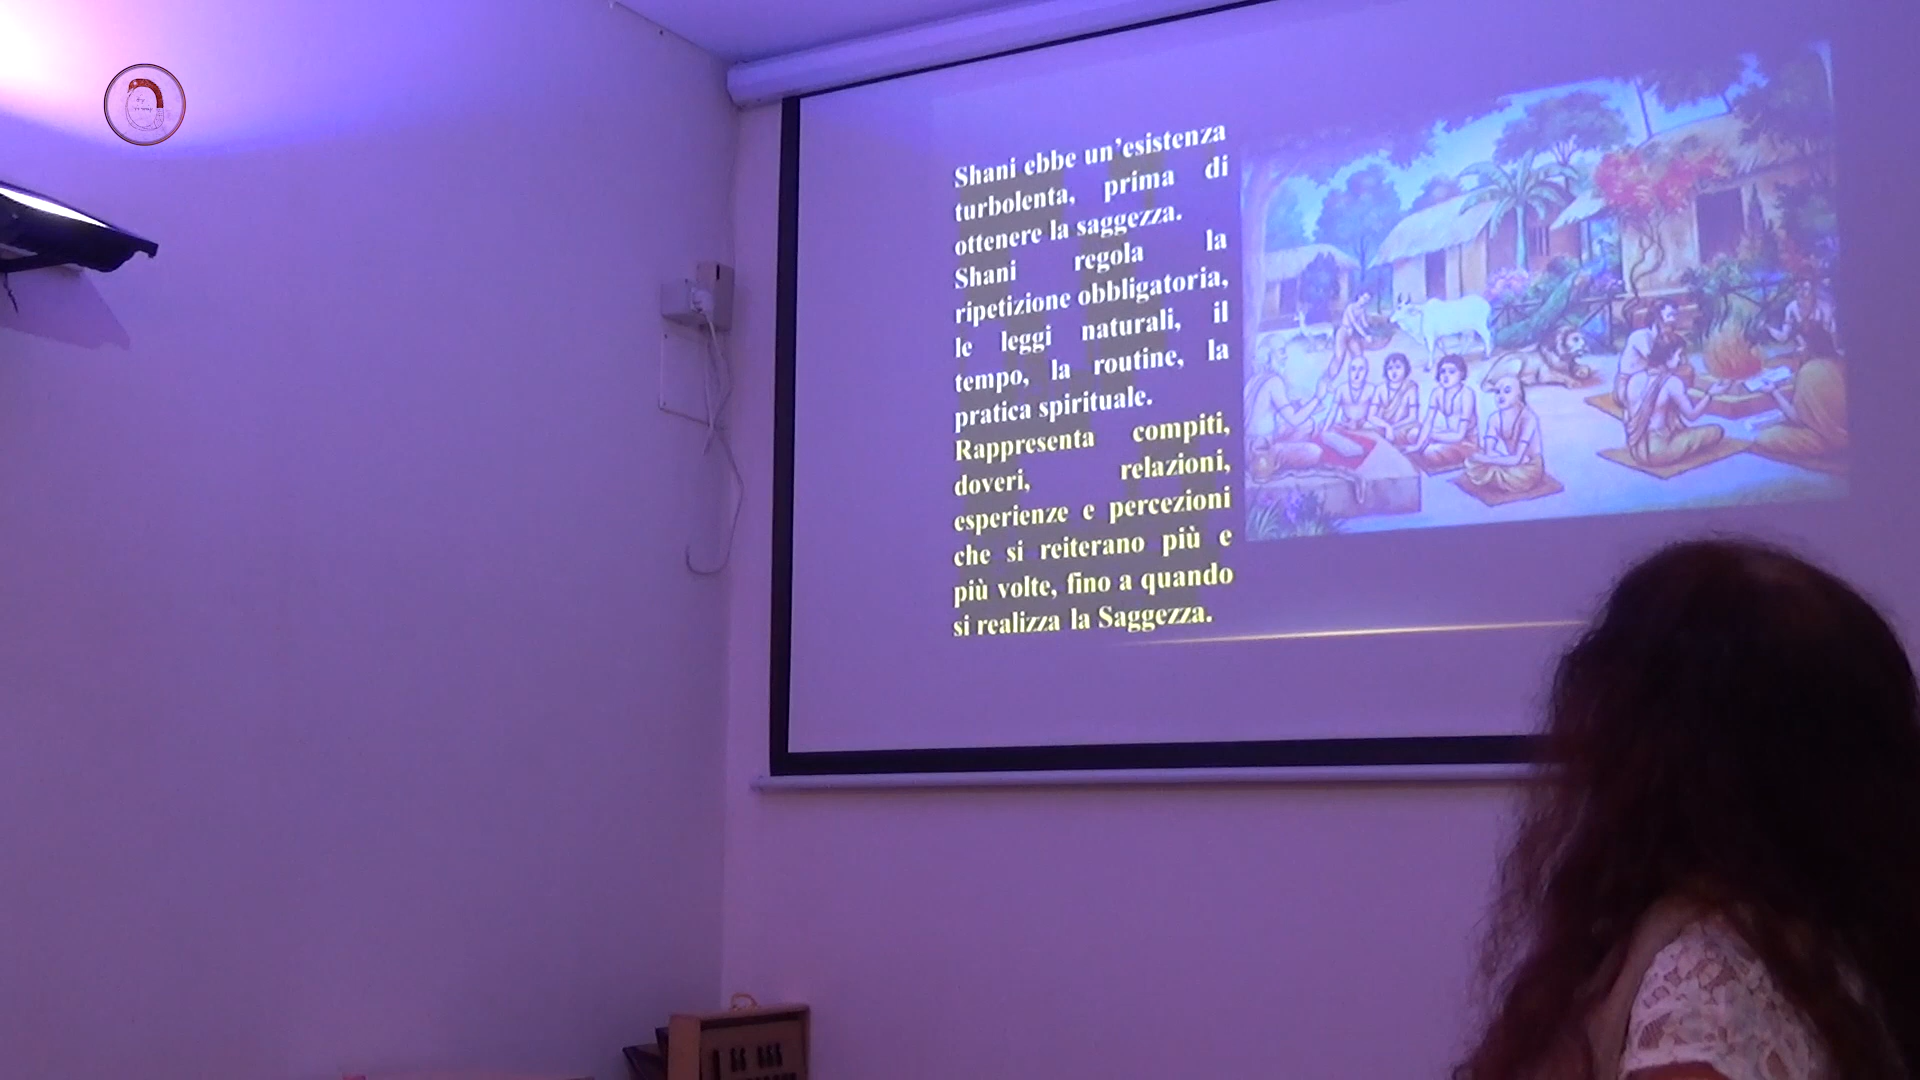 Shani ebbe un’esistenza
turbolenta, prima di
ottenere la saggezza.
Shani regola la
ripetizione obbligatoria,
le leggi naturali, il
tempo, la routine, la
pratica spirituale.
Rappresenta compiti,
doveri, relazioni,
esperienze e percezioni
che si reiterano più e
più volte, fino a quando
si realizza la Saggezza.